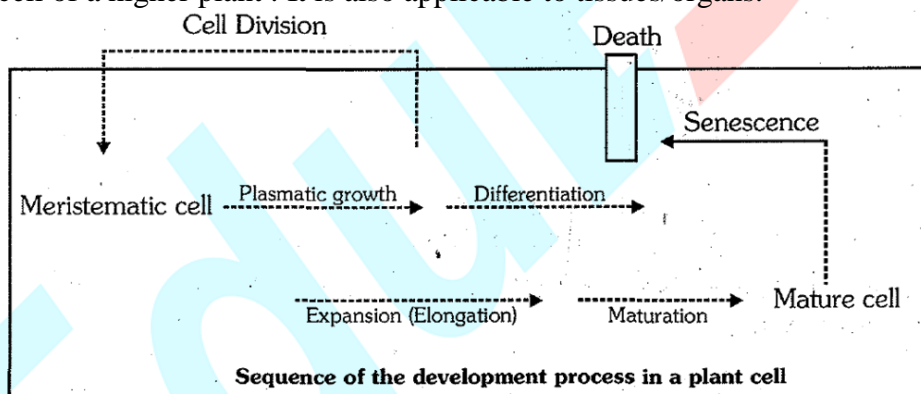 cell of a higher plant . It is also applicable to tissues/organs.
Cell Division
Death
Senescence
Meristematic cell
Plasmatic growth
Differentiation
Expansion (Elongation)
Maturation
Mature cell
Sequence of the development process in a plant cell